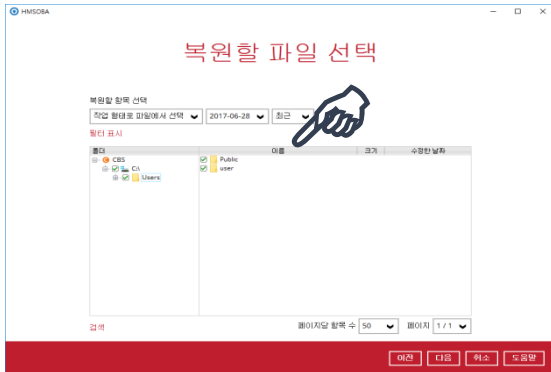 HMSOBA
복원할 파일 선택
복원할 항목 선택
작업 형태로 파일에서 선택 2017-06-28 최근
필터 표시
폴더 이름 크기 수정한 날짜
CBS
C:\
Users
Public
user
검색 페이지당 항목 수 50 페이지 1 / 1
이전 다음 취소 도움말